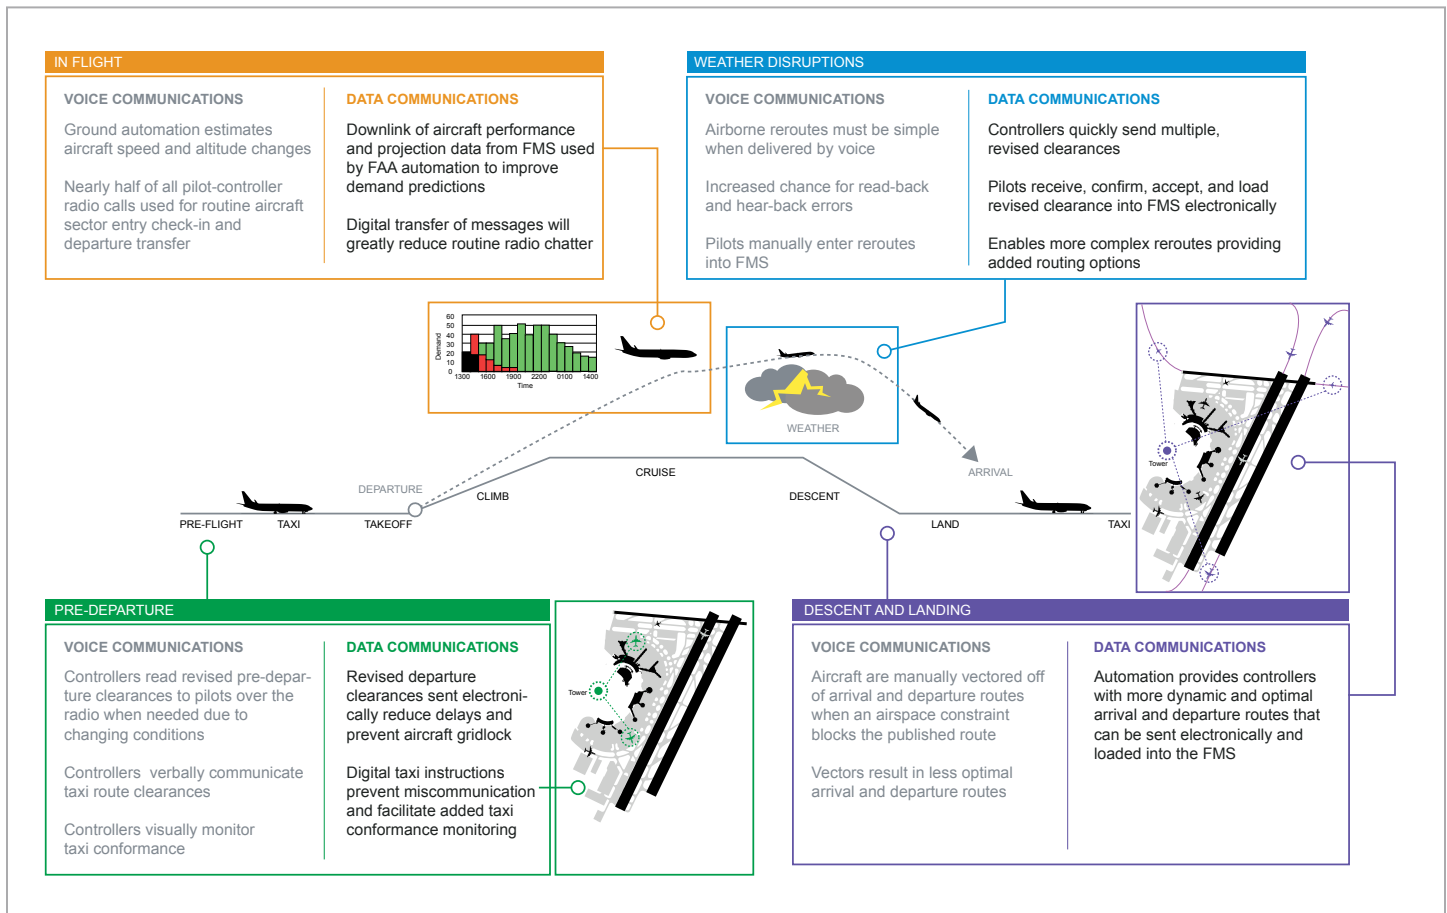 IN FLIGHT
VOICE COMMUNICATIONS
Ground automation estimates
aircraft speed and altitude changes
Nearly half of all pilot-controller
radio calls used for routine aircraft
sector entry check-in and
departure transfer
DATA COMMUNICATIONS
Downlink of aircraft performance
and projection data from FMS used
by FAA automation to improve
demand predictions
Digital transfer of messages will
greatly reduce routine radio chatter
WEATHER DISRUPTIONS
VOICE COMMUNICATIONS
Airborne reroutes must be simple
when delivered by voice
Increased chance for read-back
and hear-back errors
Pilots manually enter reroutes
into FMS
DATA COMMUNICATIONS
Controllers quickly send multiple,
revised clearances
Pilots receive, confirm, accept, and load
revised clearance into FMS electronically
Enables more complex reroutes providing
added routing options
Demand
60
50
40
30
20
10
0
1300 1600 1900 2200 0100 1400
Time
WEATHER
ARRIVAL
Tower
DEPARTURE
CRUISE
CLIMB
DESCENT
PRE-FLIGHT TAXI TAKEOFF
LAND TAXI
PRE-DEPARTURE
VOICE COMMUNICATIONS
Controllers read revised pre-depar-
ture clearances to pilots over the
radio when needed due to
changing conditions
Controllers verbally communicate
taxi route clearances
Controllers visually monitor
taxi conformance
DATA COMMUNICATIONS
Revised departure
clearances sent electroni-
cally reduce delays and
prevent aircraft gridlock
Digital taxi instructions
prevent miscommunication
and facilitate added taxi
conformance monitoring
Tower
DESCENT AND LANDING
VOICE COMMUNICATIONS
Aircraft are manually vectored off
of arrival and departure routes
when an airspace constraint
blocks the published route
Vectors result in less optimal
arrival and departure routes
DATA COMMUNICATIONS
Automation provides controllers
with more dynamic and optimal
arrival and departure routes that
can be sent electronically and
loaded into the FMS